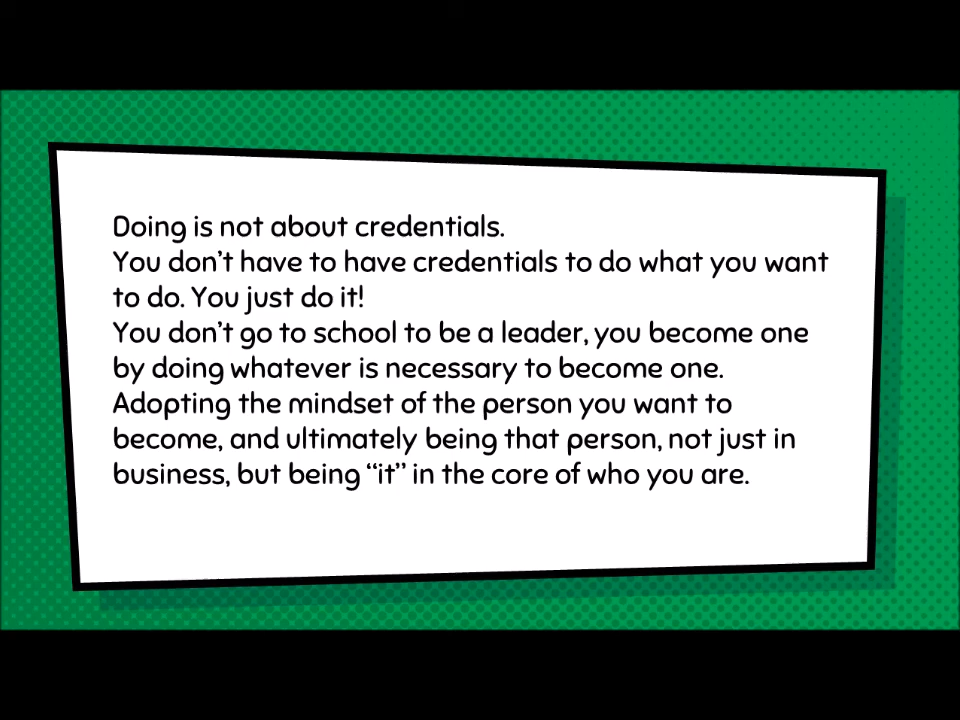 Doing is not about credentials.
You don’t have to have credentials to do what you want
to do. You just do it!
You don’t go to school to be a leader, you become one
by doing whatever is necessary to become one.
Adopting the mindset of the person you want to
become, and ultimately being that person, not just in
business, but being “it” in the core of who you are.